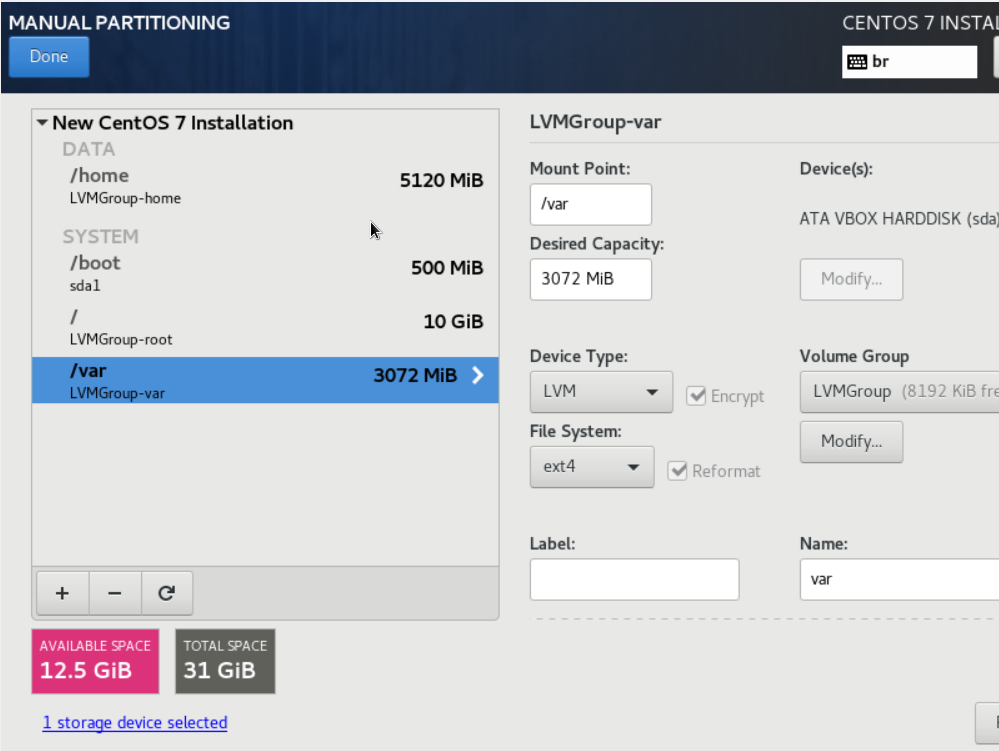 MANUAL PARTITIONING
CENTOS 7 INSTAL
Done
br
New CentOS 7 Installation
DATA
/home
5120 MiB
LVMGroup-home
SYSTEM
/boot
500 MiB
sda1
/
10 GiB
LVMGroup-root
/var
3072 MiB
LVMGroup-var
+ −
AVAILABLE SPACE
12.5 GiB
TOTAL SPACE
31 GiB
1 storage device selected
LVMGroup-var
Mount Point:
/var
Desired Capacity:
3072 MiB
Device(s):
ATA VBOX HARDDISK (sda)
Modify...
Device Type:
LVM
Encrypt
Volume Group
LVMGroup (8192 KiB fre
File System:
ext4
Reformat
Modify...
Label:
Name:
var